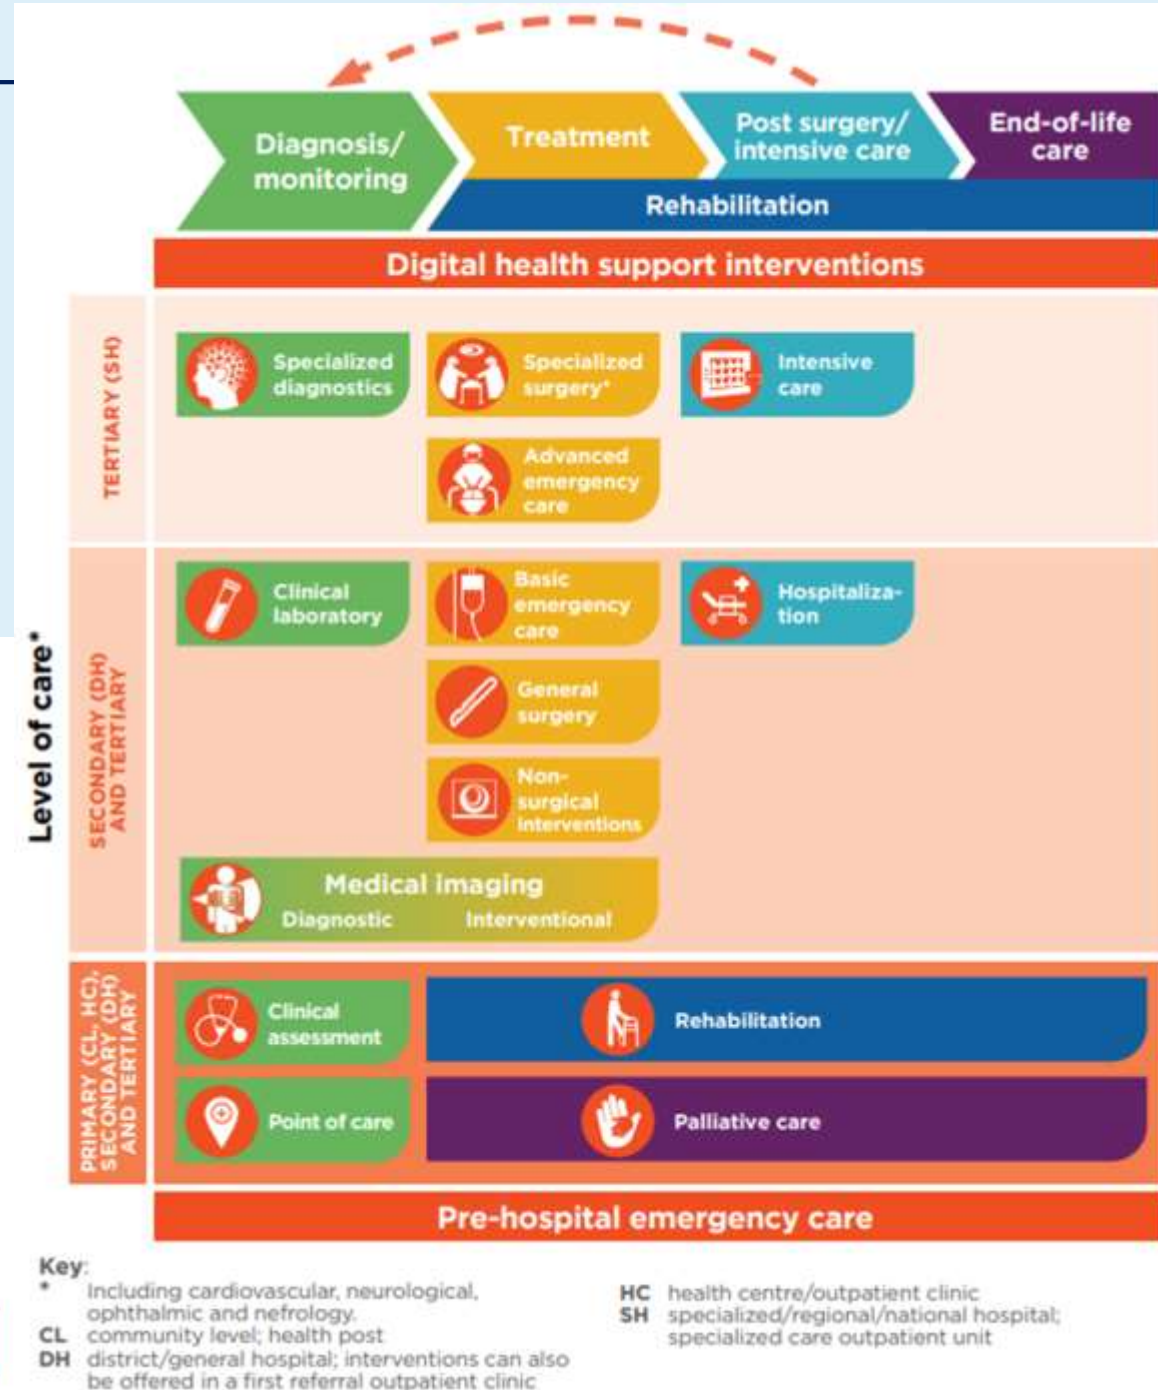 Diagnosis/
monitoring
Treatment
Post surgery/
intensive care
End-of-life
care
Rehabilitation
Digital health support interventions
Level of care*
TERTIARY (SH)
Specialized
diagnostics
Specialized
surgery*
Intensive
care
Advanced
emergency
care
SECONDARY (DH)
AND TERTIARY
Clinical
laboratory
Basic
emergency
care
Hospitaliza-
tion
General
surgery
Non-
surgical
interventions
Medical imaging
Diagnostic
Interventional
PRIMARY (CL, HC),
SECONDARY (DH)
AND TERTIARY
Clinical
assessment
Rehabilitation
Point of care
Palliative care
Pre-hospital emergency care
Key:
* Including cardiovascular, neurological,
ophthalmic and nefrology.
CL community level; health post
DH district/general hospital; interventions can also
be offered in a first referral outpatient clinic
HC health centre/outpatient clinic
SH specialized/regional/national hospital;
specialized care outpatient unit